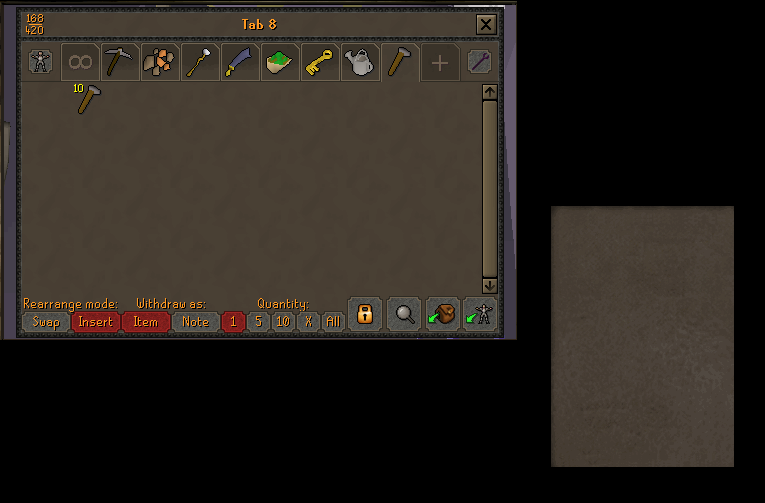 168
420
Tab 8
10
Rearrange mode: Withdraw as: Quantity:
Swap Insert Item Note 1 5 10 X All